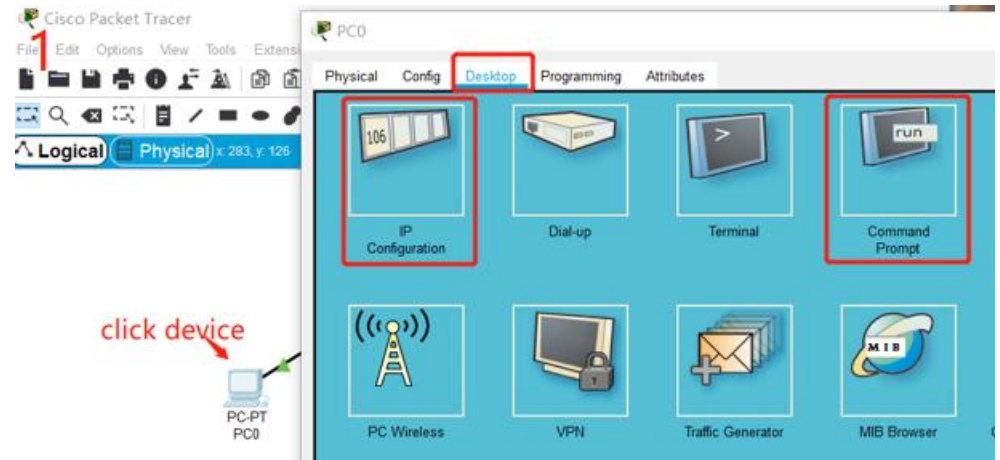 Cisco Packet Tracer
1
File Edit Options View Tools
Logical Physical x: 283, y: 126
click device
PC-PT
PC0
PC0
Physical Config Desktop Programming Attributes
106
run
IP
Configuration
Dial-up
Terminal
Command
Prompt
MIB
PC Wireless
VPN
Traffic Generator
MIB Browser